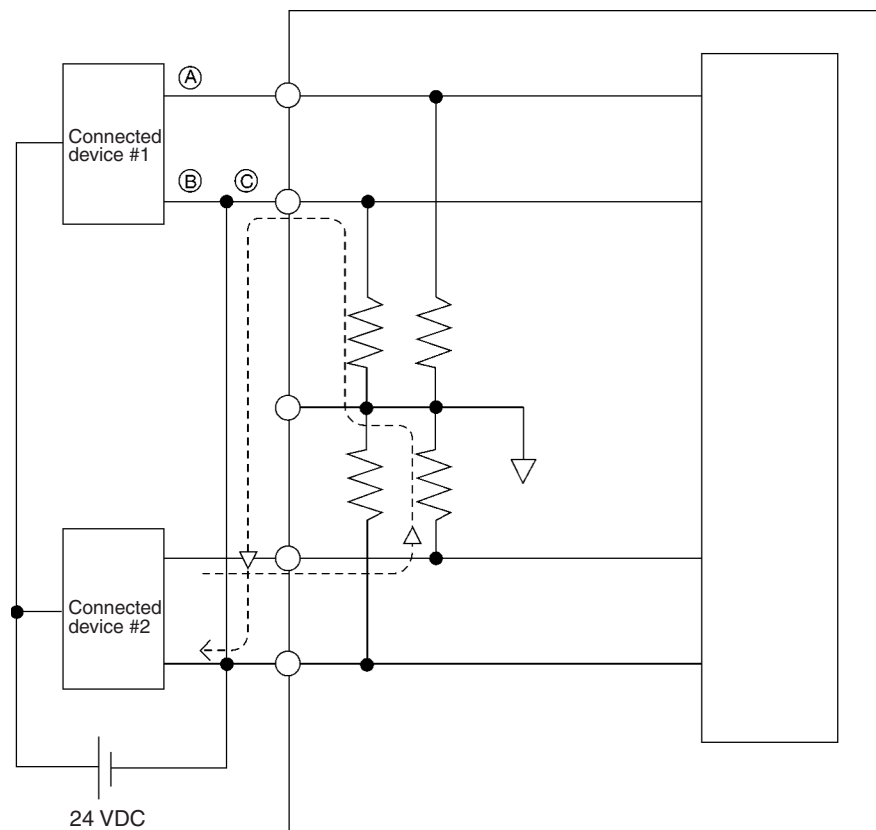 Ⓐ
Connected
device #1
Ⓑ Ⓒ
Connected
device #2
24 VDC